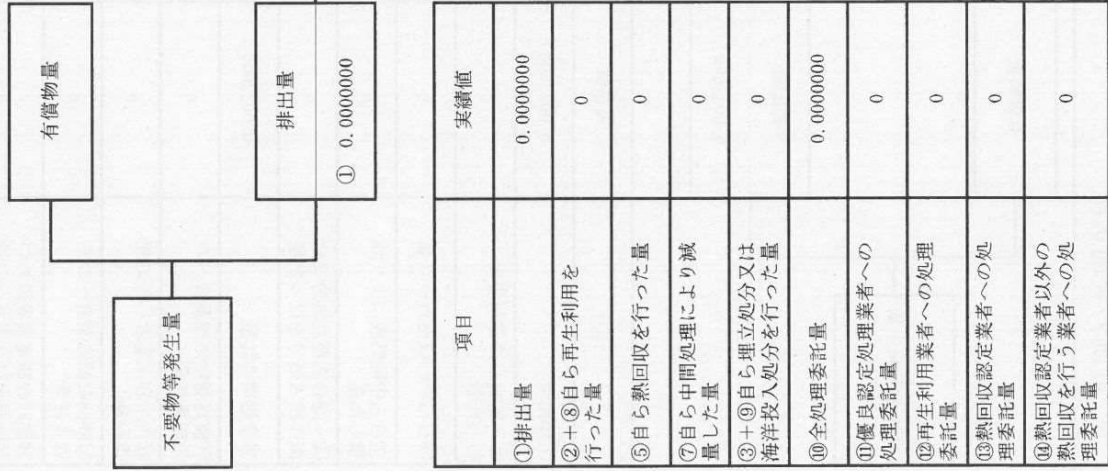 有償物量
不要物等発生量
排出量
① 0.0000000
項目
実績値
①排出量
0.0000000
②+⑧自ら再生利用を
行った量
0
⑤自ら熱回収を行った量
0
⑦自ら中間処理により減
量した量
0
③+⑨自ら埋立処分又は
海洋投入処分を行った量
0
⑩全処理委託量
0.0000000
⑪優良認定処理業者への
処理委託量
0
⑫再生利用業者への処理
委託量
0
⑬熱回収認定業者への処
理委託量
0
⑭熱回収認定業者以外の
熱回収を行う業者への処
理委託量
0